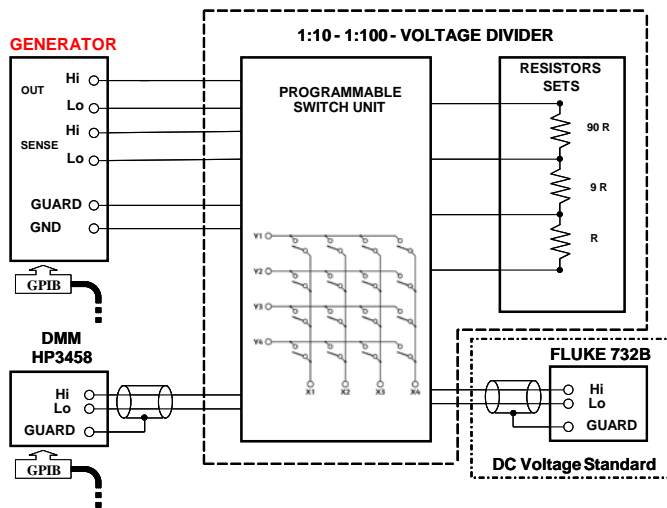 GENERATOR
1:10 - 1:100 - VOLTAGE DIVIDER
OUT
Hi
Lo
SENSE
Hi
Lo
GUARD
GND
GPIB
PROGRAMMABLE
SWITCH UNIT
RESISTORS
SETS
90 R
9 R
R
Y1
Y2
Y3
Y4
X1
X2
X3
X4
DMM
HP3458
Hi
Lo
GUARD
GPIB
FLUKE 732B
Hi
Lo
GUARD
DC Voltage Standard